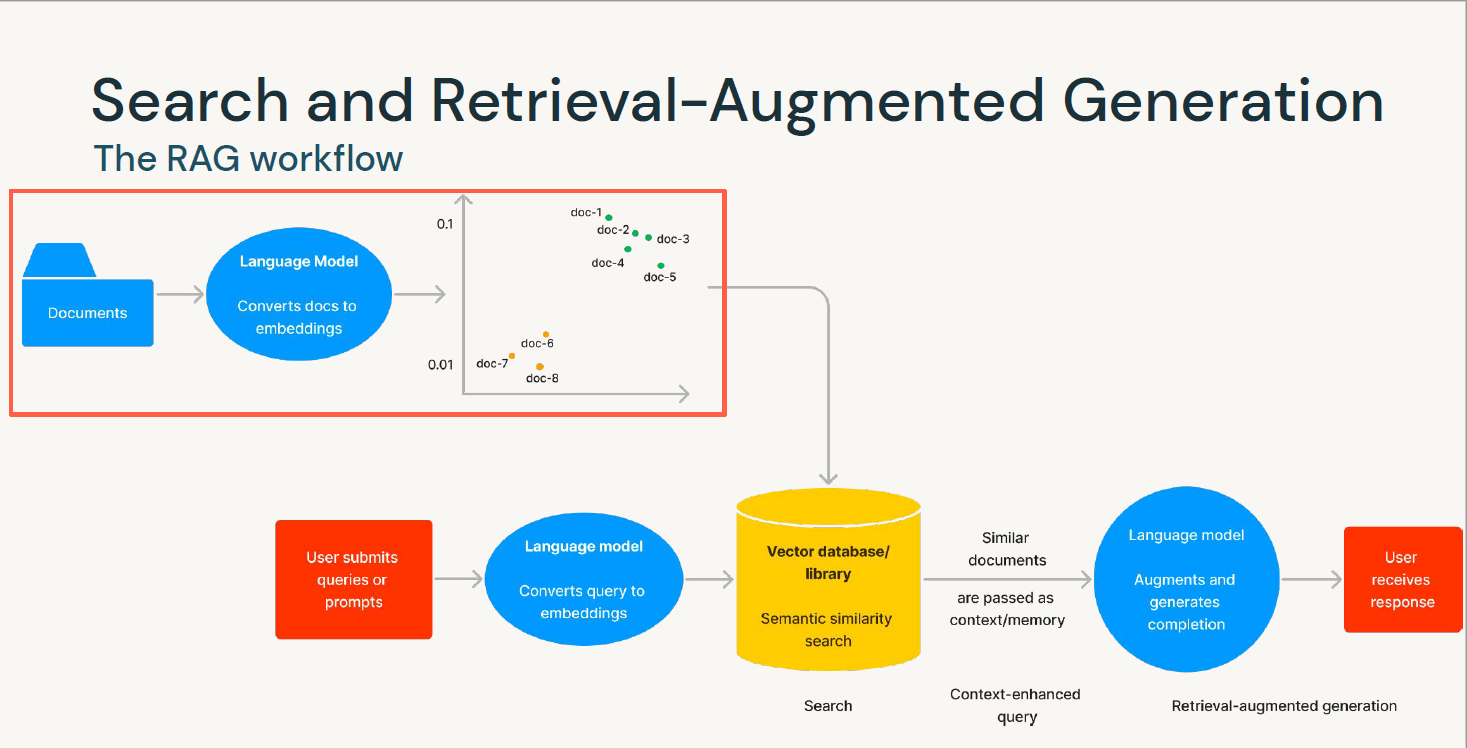 Search and Retrieval-Augmented Generation
The RAG workflow
Documents
Language Model
Converts docs to
embeddings
0.1
0.01
doc-1
doc-2
doc-3
doc-4
doc-5
doc-6
doc-7
doc-8
User submits
queries or
prompts
Language model
Converts query to
embeddings
Vector database/
library
Semantic similarity
search
Similar
documents
are passed as
context/memory
Language model
Augments and
generates
completion
User
receives
response
Search
Context-enhanced
query
Retrieval-augmented generation